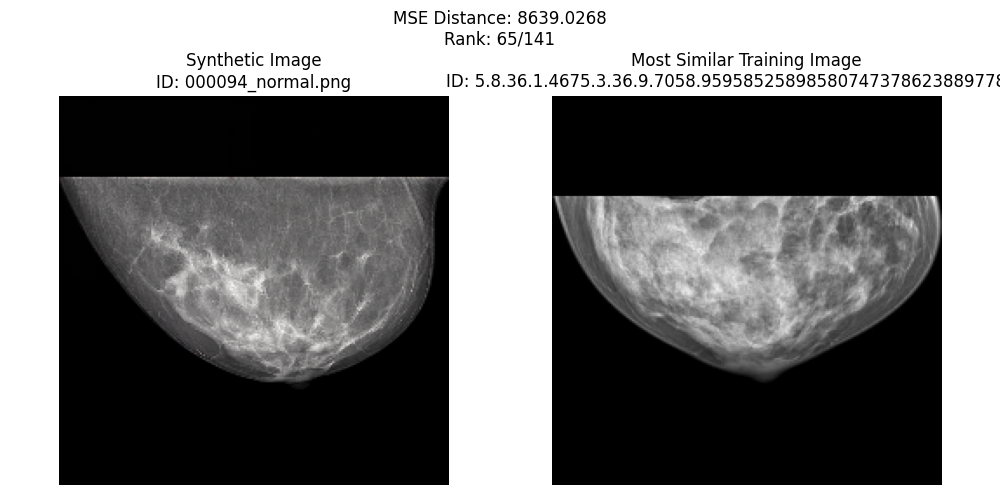 MSE Distance: 8639.0268
Rank: 65/141
Synthetic Image
ID: 000094_normal.png
Most Similar Training Image
ID: 5.8.36.1.4675.3.36.9.7058.95958525898580747378623889778